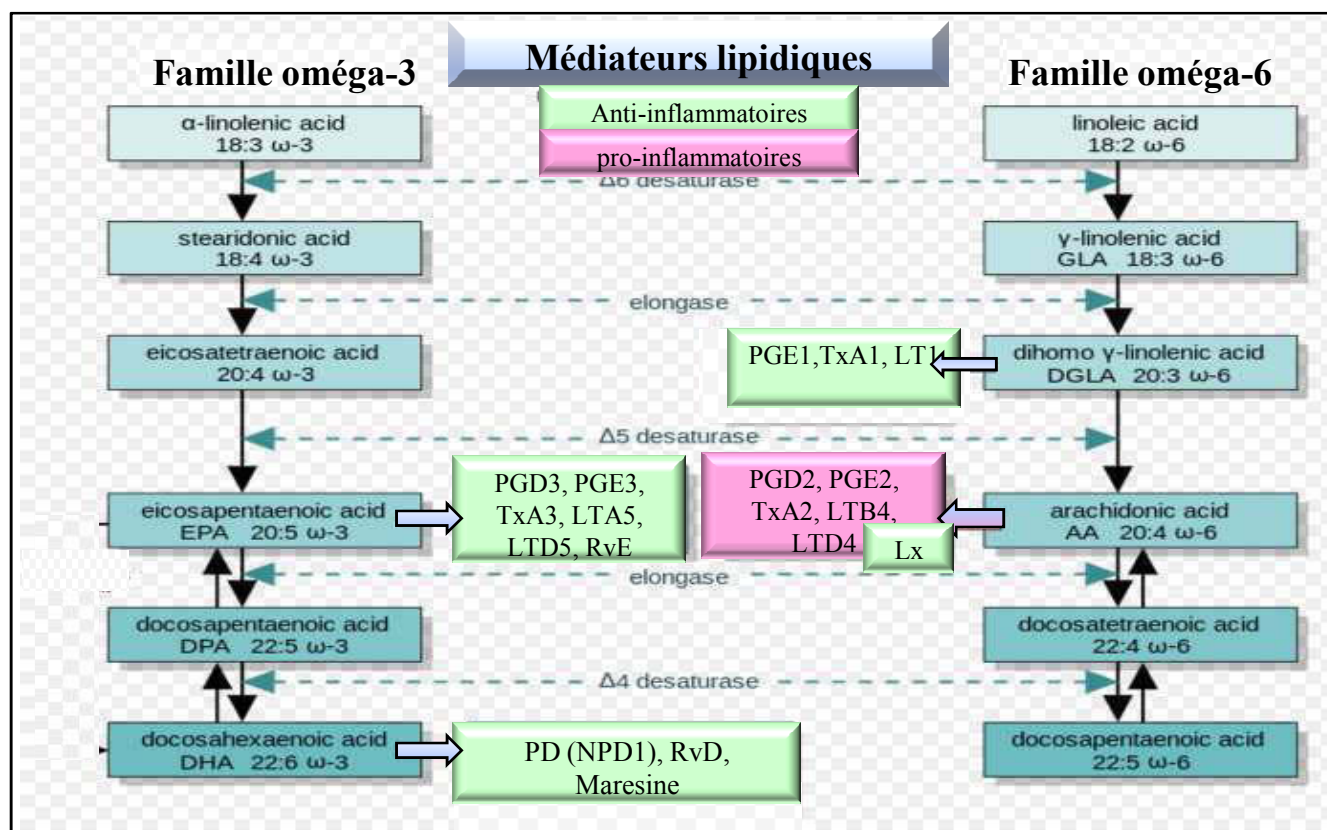 Médiateurs lipidiques
Famille oméga-3
Famille oméga-6
Anti-inflammatoires
pro-inflammatoires
α-linolenic acid
18:3 ω-3
linoleic acid
18:2 ω-6
Δ6 desaturase
stearidonic acid
18:4 ω-3
γ-linolenic acid
GLA 18:3 ω-6
elongase
eicosatetraenoic acid
20:4 ω-3
PGE1,TxA1, LT1
dihomo γ-linolenic acid
DGLA 20:3 ω-6
Δ5 desaturase
eicosapentaenoic acid
EPA 20:5 ω-3
PGD3, PGE3,
TxA3, LTA5,
LTD5, RvE
PGD2, PGE2,
TxA2, LTB4,
LTD4
Lx
arachidonic acid
AA 20:4 ω-6
elongase
docosapentaenoic acid
DPA 22:5 ω-3
docosatetraenoic acid
22:4 ω-6
Δ4 desaturase
docosahexaenoic acid
DHA 22:6 ω-3
PD (NPD1), RvD,
Maresine
docosapentaenoic acid
22:5 ω-6